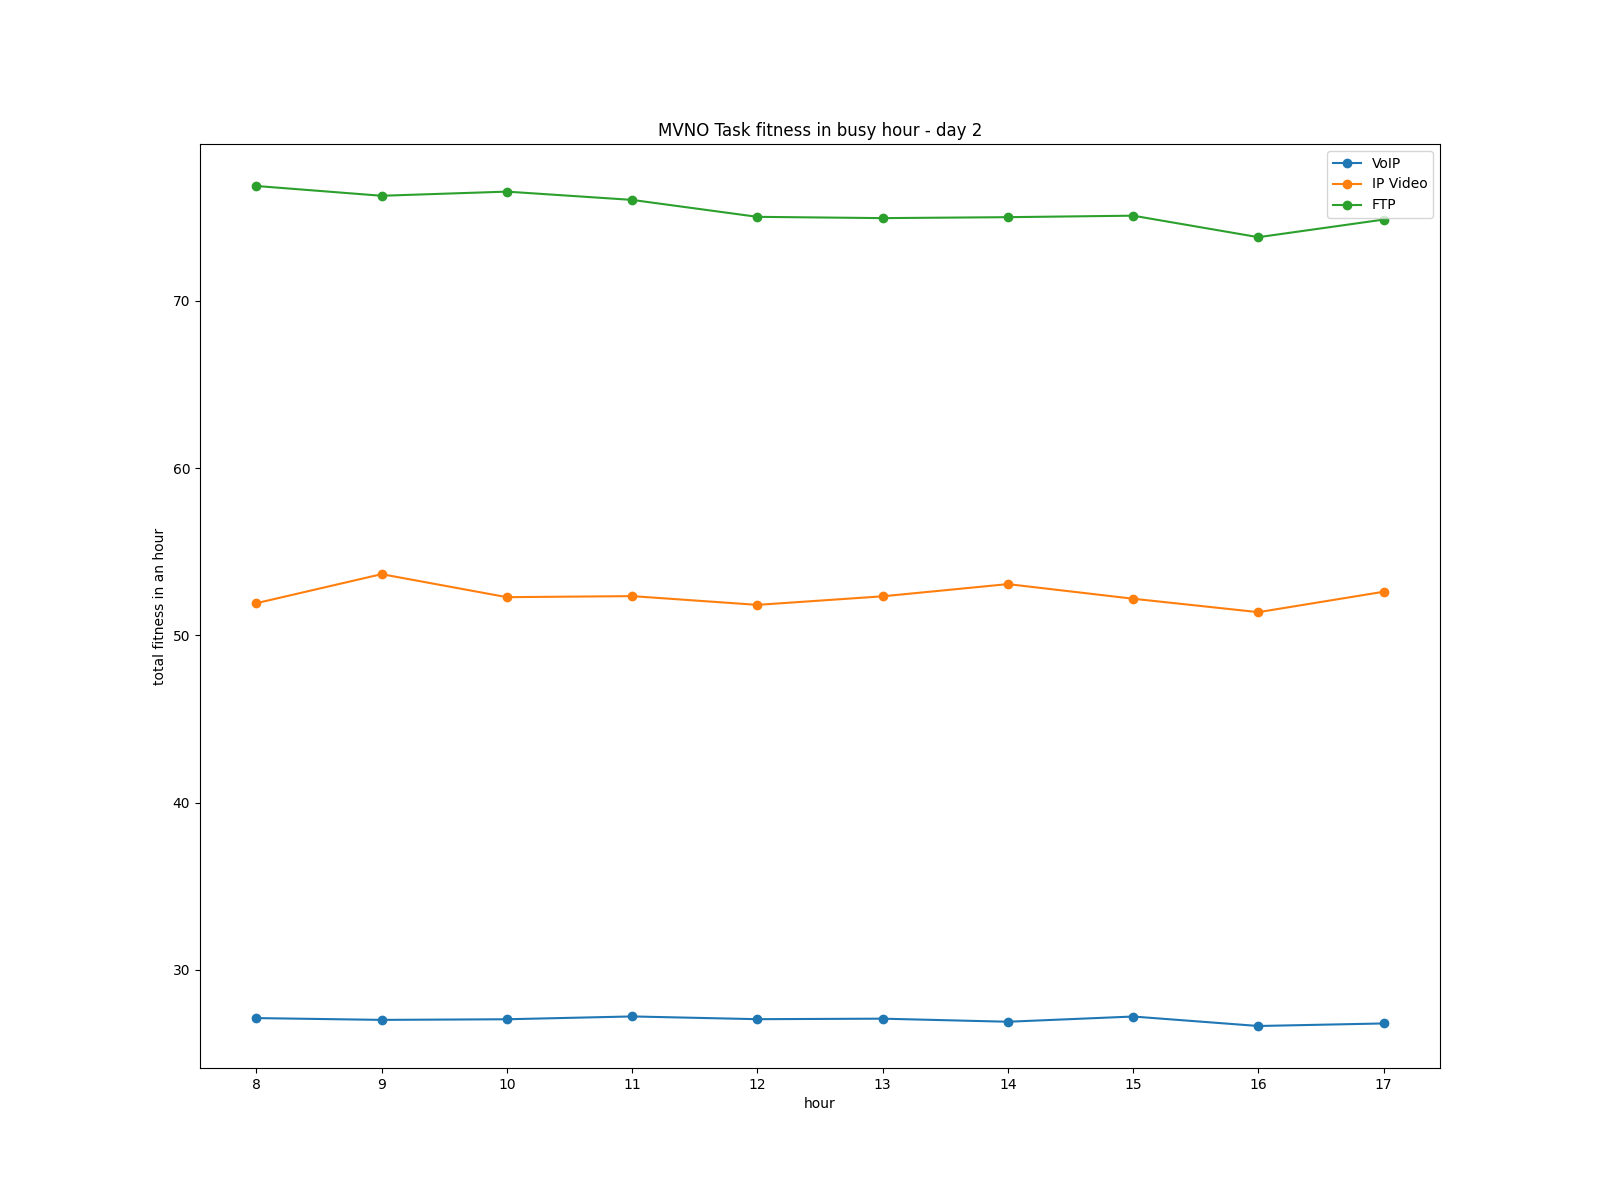 MVNO Task fitness in busy hour - day 2
VoIP
IP Video
FTP
70
60
50
40
30
total fitness in an hour
8 9 10 11 12 13 14 15 16 17
hour